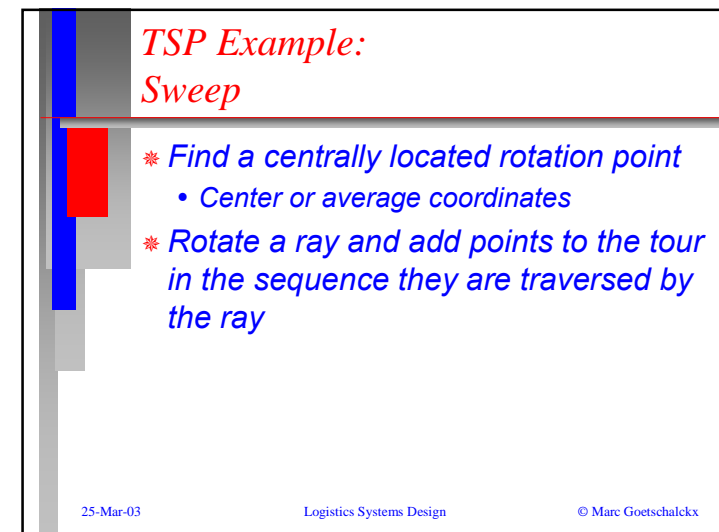 TSP Example:
Sweep
❋ Find a centrally located rotation point
• Center or average coordinates
❋ Rotate a ray and add points to the tour
in the sequence they are traversed by
the ray
25-Mar-03 Logistics Systems Design © Marc Goetschalckx